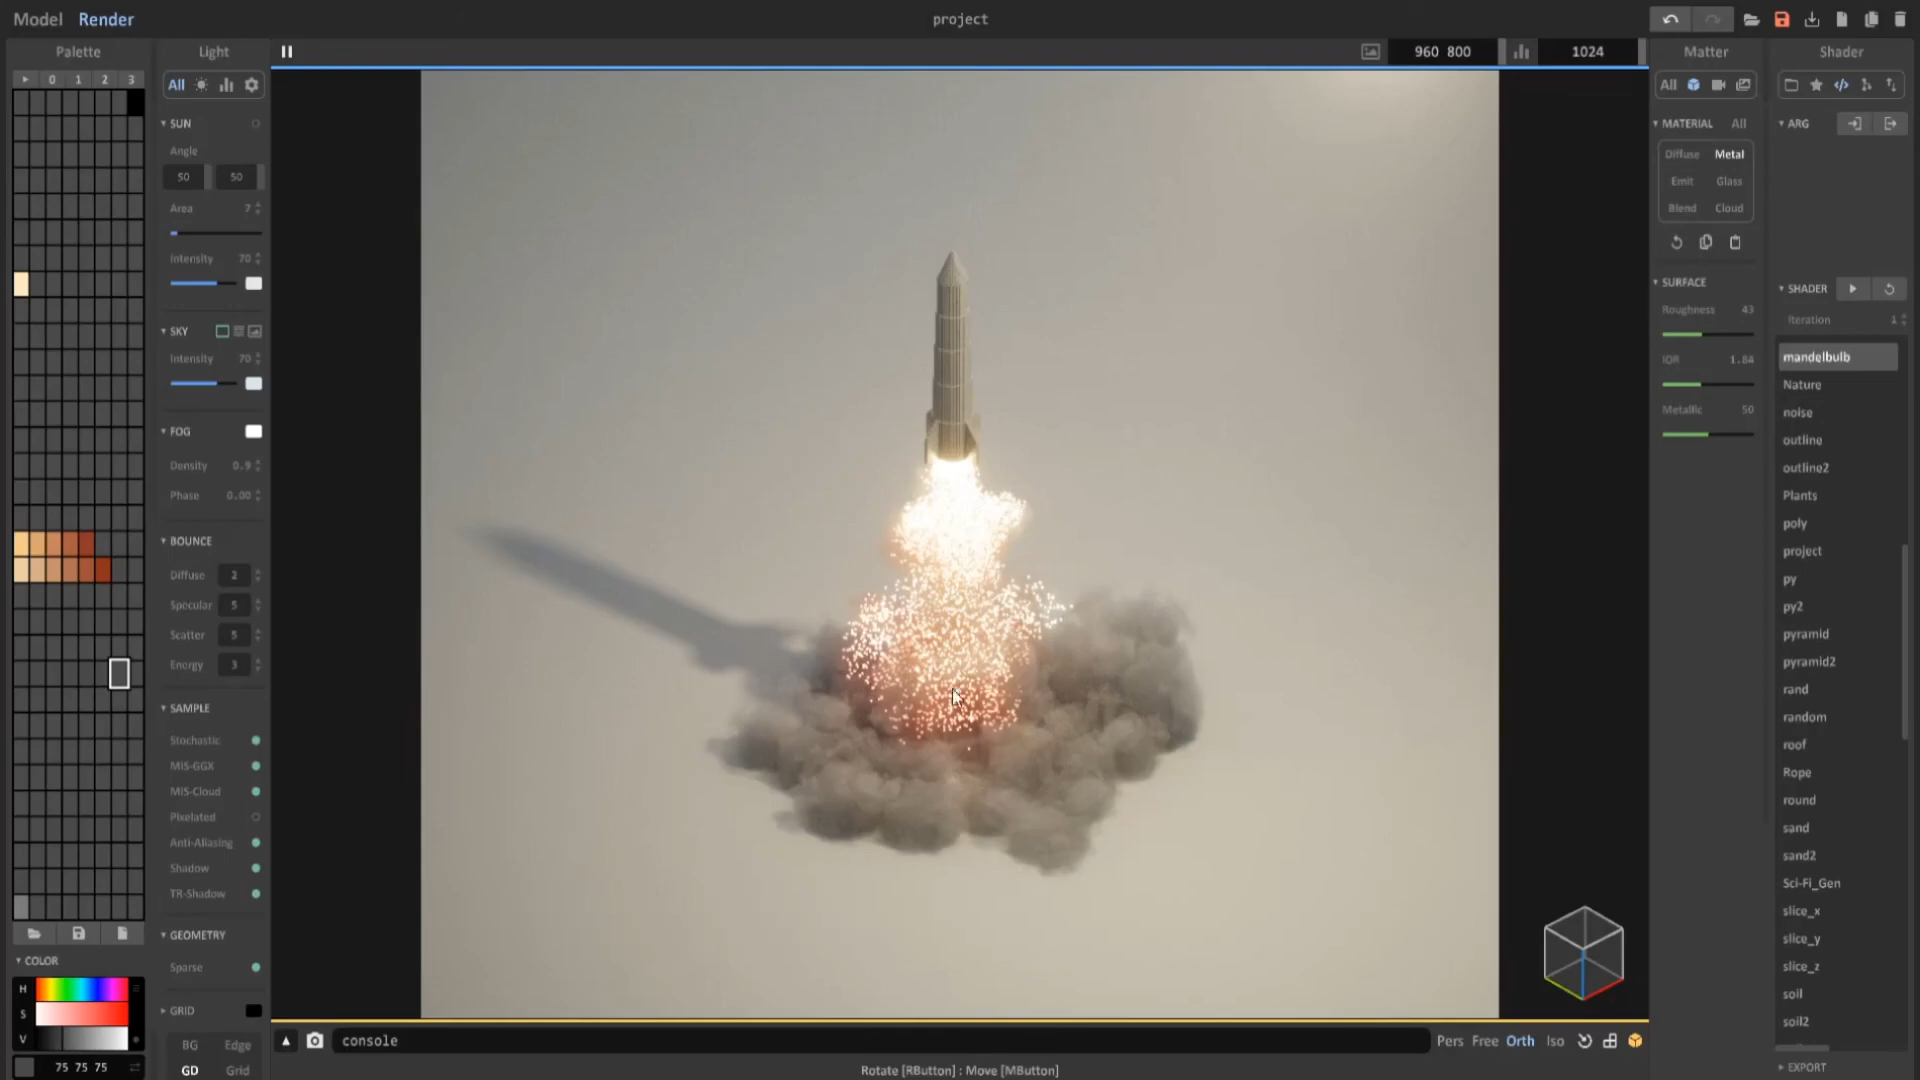 Model Render
project
Palette
0 1 2 3
COLOR
H
S
V
75 75 75
Light
All
SUN
Angle
50 50
Area 7
Intensity 70
SKY
Intensity 70
FOG
Density 0.9
Phase 0.00
BOUNCE
Diffuse 2
Specular 5
Scatter 5
Energy 3
SAMPLE
Stochastic
MIS-GGX
MIS-Cloud
Pixelated
Anti-Aliasing
Shadow
TR-Shadow
GEOMETRY
Sparse
GRID
BG Edge
GD Grid
960 800
1024
console
Pers Free Orth Iso
Rotate [RButton] : Move [MButton]
Matter
All
MATERIAL All
Diffuse Metal
Emit Glass
Blend Cloud
SURFACE
Roughness 43
IOR 1.84
Metallic 50
Shader
ARG
SHADER
Iteration 1
mandelbulb
Nature
noise
outline
outline2
Plants
poly
project
py
py2
pyramid
pyramid2
rand
random
roof
Rope
round
sand
sand2
Sci-Fi_Gen
slice_x
slice_y
slice_z
soil
soil2
EXPORT